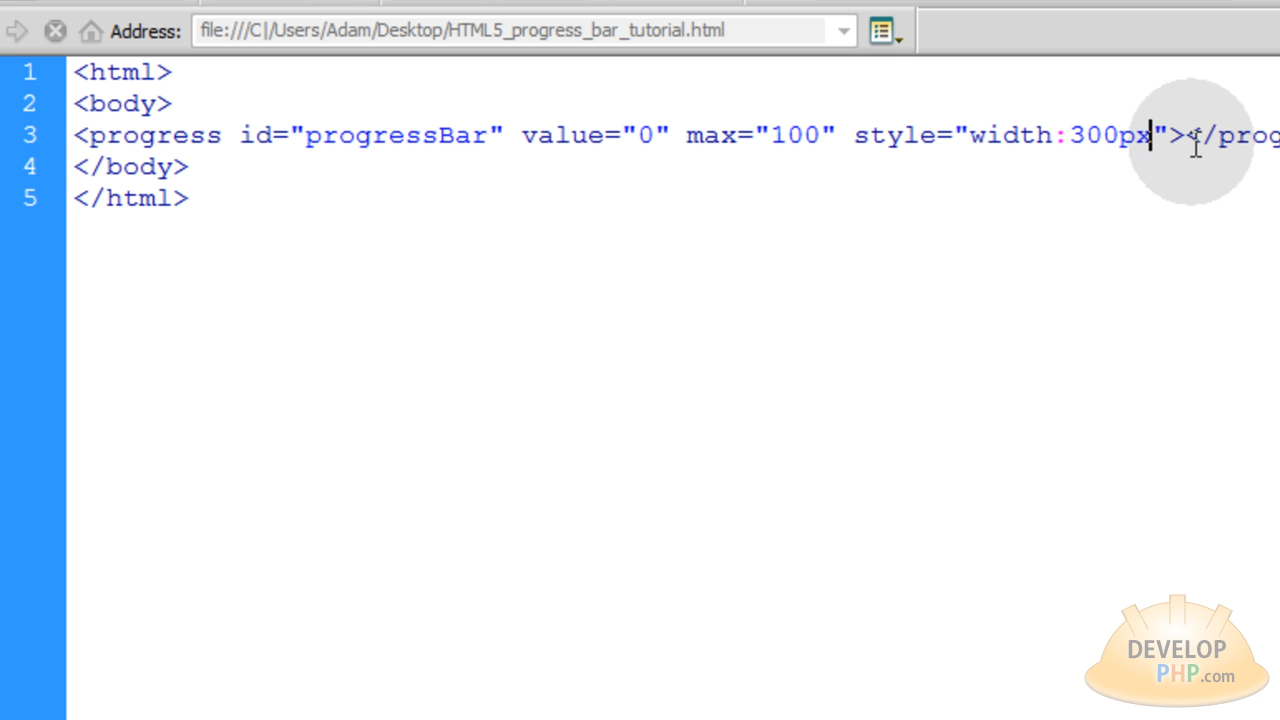 Address: file:///C|/Users/Adam/Desktop/HTML5_progress_bar_tutorial.html
1 <html>
2 <body>
3 <progress id="progressBar" value="0" max="100" style="width:300px"></prog
4 </body>
5 </html>
DEVELOP
PHP.com